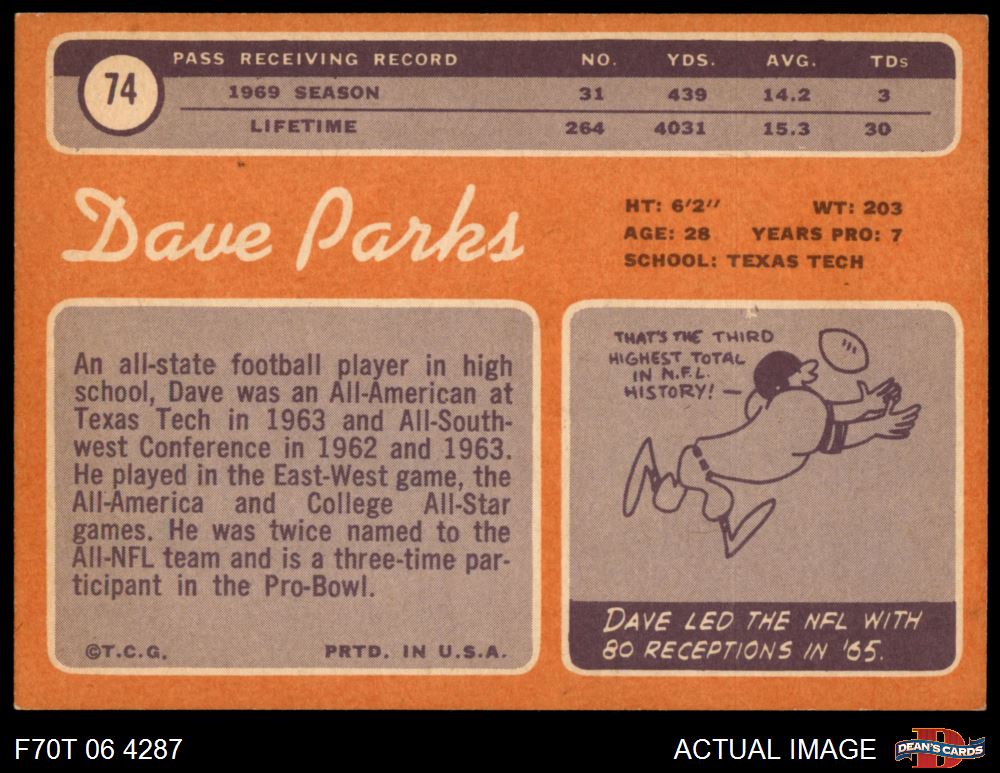 74
PASS RECEIVING RECORD NO. YDS. AVG. TDs
1969 SEASON 31 439 14.2 3
LIFETIME 264 4031 15.3 30
Dave Parks
HT: 6'2" WT: 203
AGE: 28 YEARS PRO: 7
SCHOOL: TEXAS TECH
An all-state football player in high
school, Dave was an All-American at
Texas Tech in 1963 and All-South-
west Conference in 1962 and 1963.
He played in the East-West game, the
All-America and College All-Star
games. He was twice named to the
All-NFL team and is a three-time par-
ticipant in the Pro-Bowl.
©T.C.G. PRTD. IN U.S.A.
THAT'S THE THIRD
HIGHEST TOTAL
IN N.F.L.
HISTORY!
DAVE LED THE NFL WITH
80 RECEPTIONS IN '65.
F70T 06 4287 ACTUAL IMAGE
D
DEAN'S CARDS